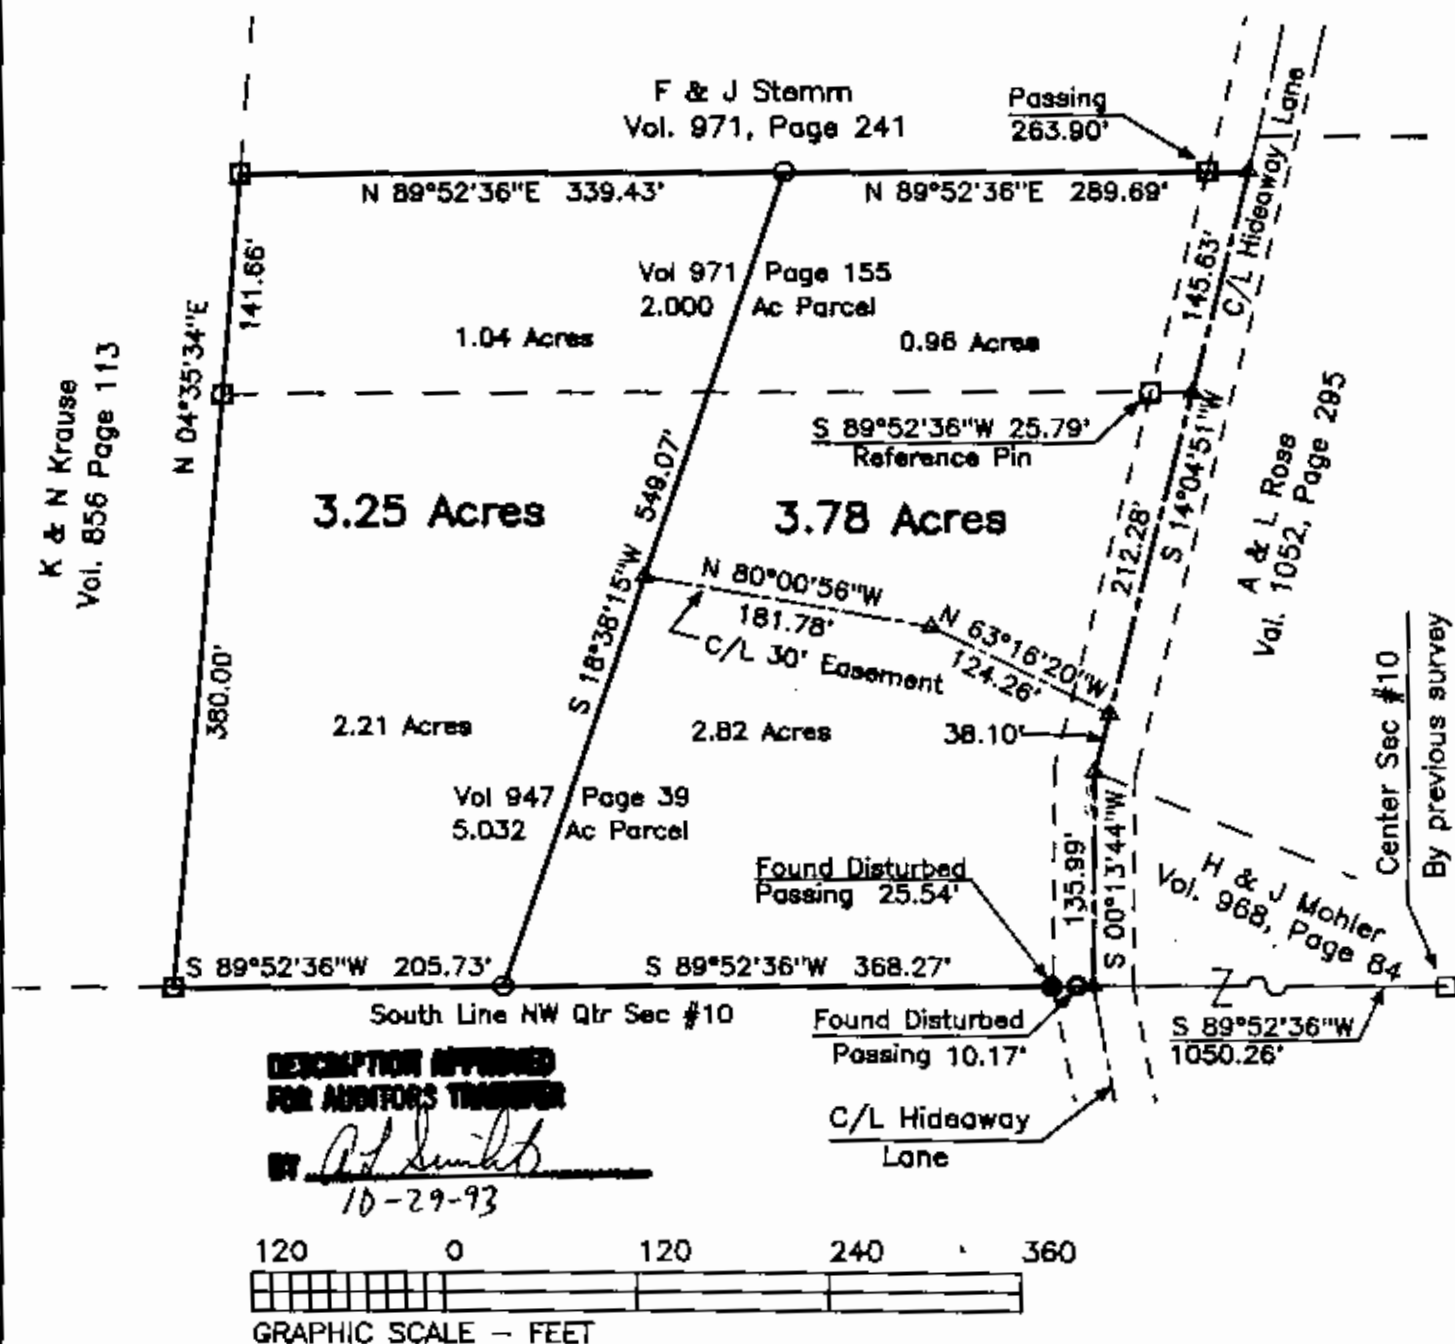 F & J Stemm
Vol. 971, Page 241
Passing
263.90'
N 89°52'36"E 339.43'
N 89°52'36"E 289.69'
C/L Hideaway Lane
145.63'
141.66'
N 04°35'34"E
K & N Krause
Vol. 856 Page 113
Vol 971 Page 155
2.000 Ac Parcel
1.04 Acres
0.96 Acres
S 89°52'36"W 25.79'
Reference Pin
3.25 Acres
3.78 Acres
549.07'
S 18°38'15"W
212.28'
S 14°04'51"W
A & L Rose
Vol. 1052, Page 295
N 80°00'56"W
181.78'
C/L 30' Easement
N 63°16'20"W
124.26'
380.00'
2.21 Acres
2.82 Acres
38.10'
Center Sec #10
By previous survey
Vol 947 Page 39
5.032 Ac Parcel
Found Disturbed
Passing 25.54'
135.99'
S 00°13'44"W
H & J Mohler
Vol. 968, Page 84
S 89°52'36"W 205.73'
S 89°52'36"W 368.27'
South Line NW Qtr Sec #10
Found Disturbed
Passing 10.17'
S 89°52'36"W
1050.26'
DESCRIPTION APPROVED
FOR AUDITORS TRANSFER
BY
10-29-93
C/L Hideaway
Lane
120 0 120 240 360
GRAPHIC SCALE - FEET